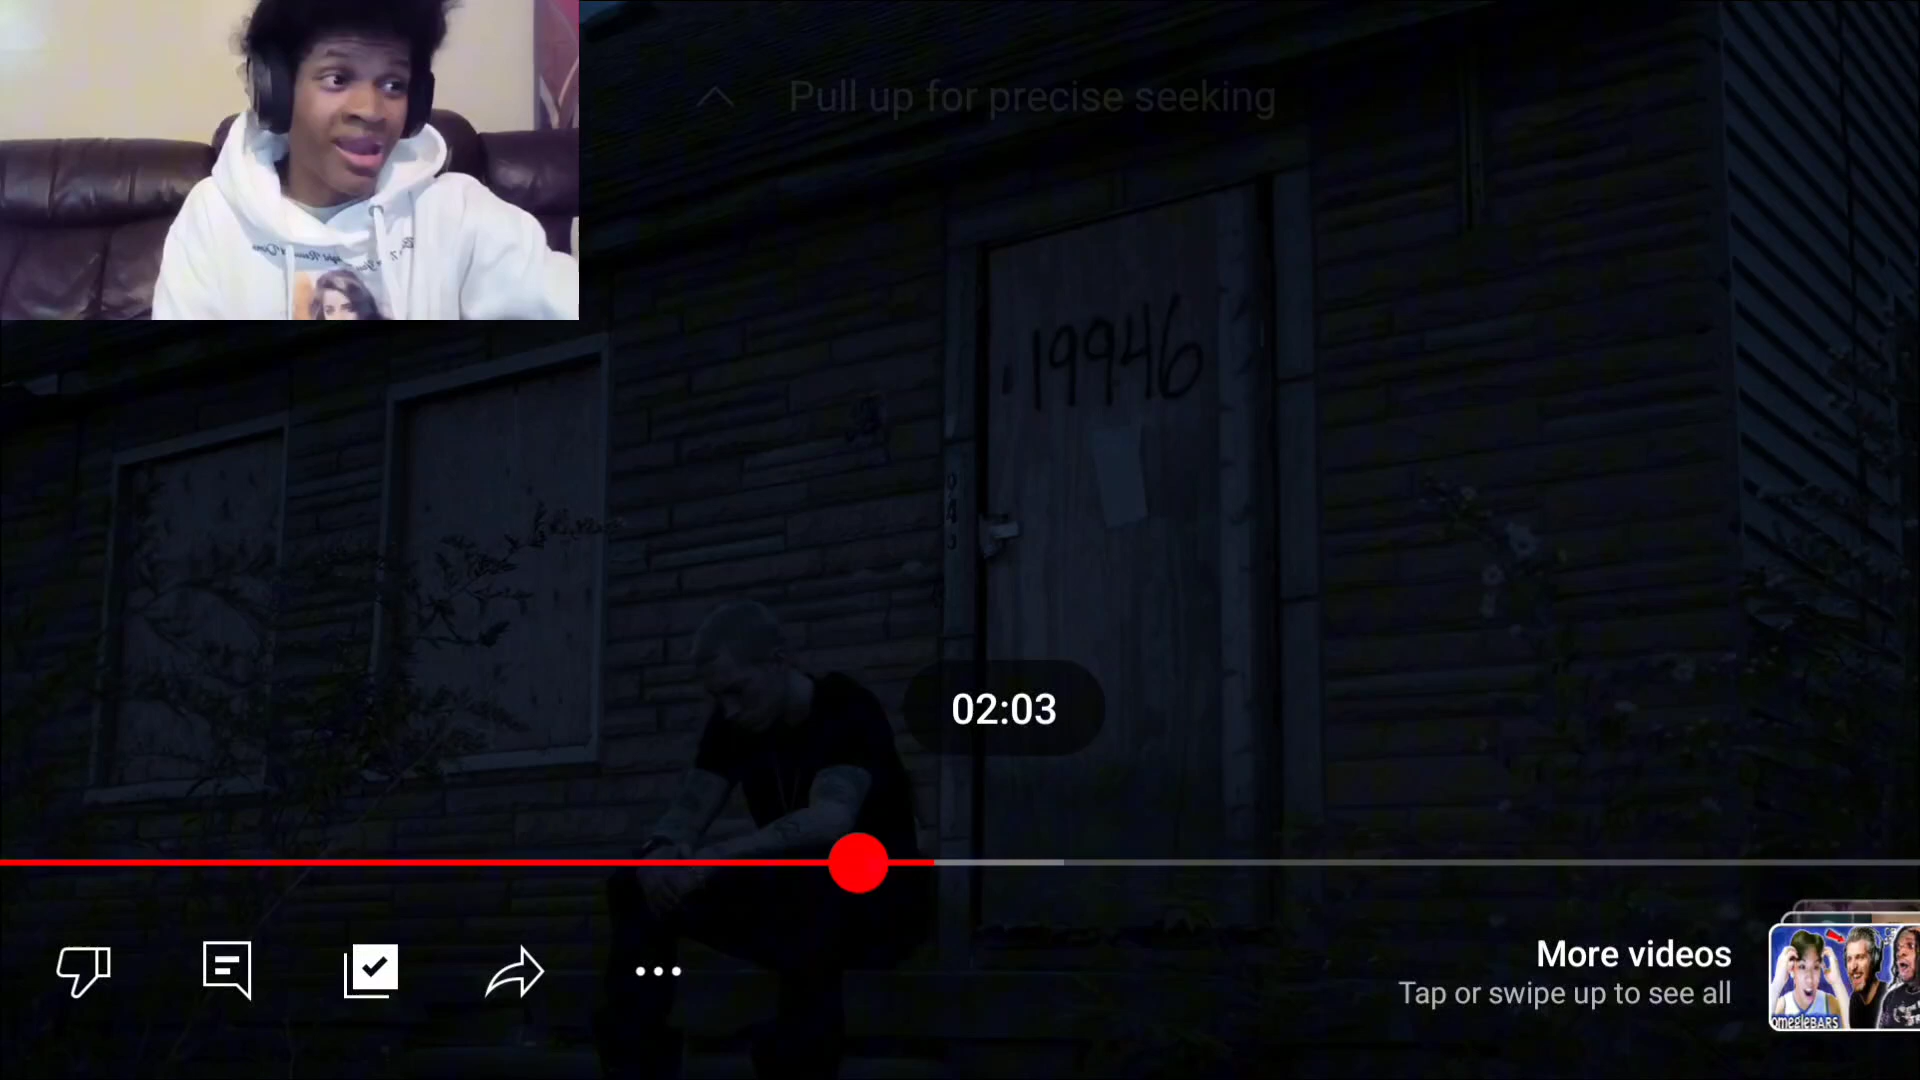 Pull up for precise seeking
19946
02:03
More videos
Tap or swipe up to see all
omegleBARS